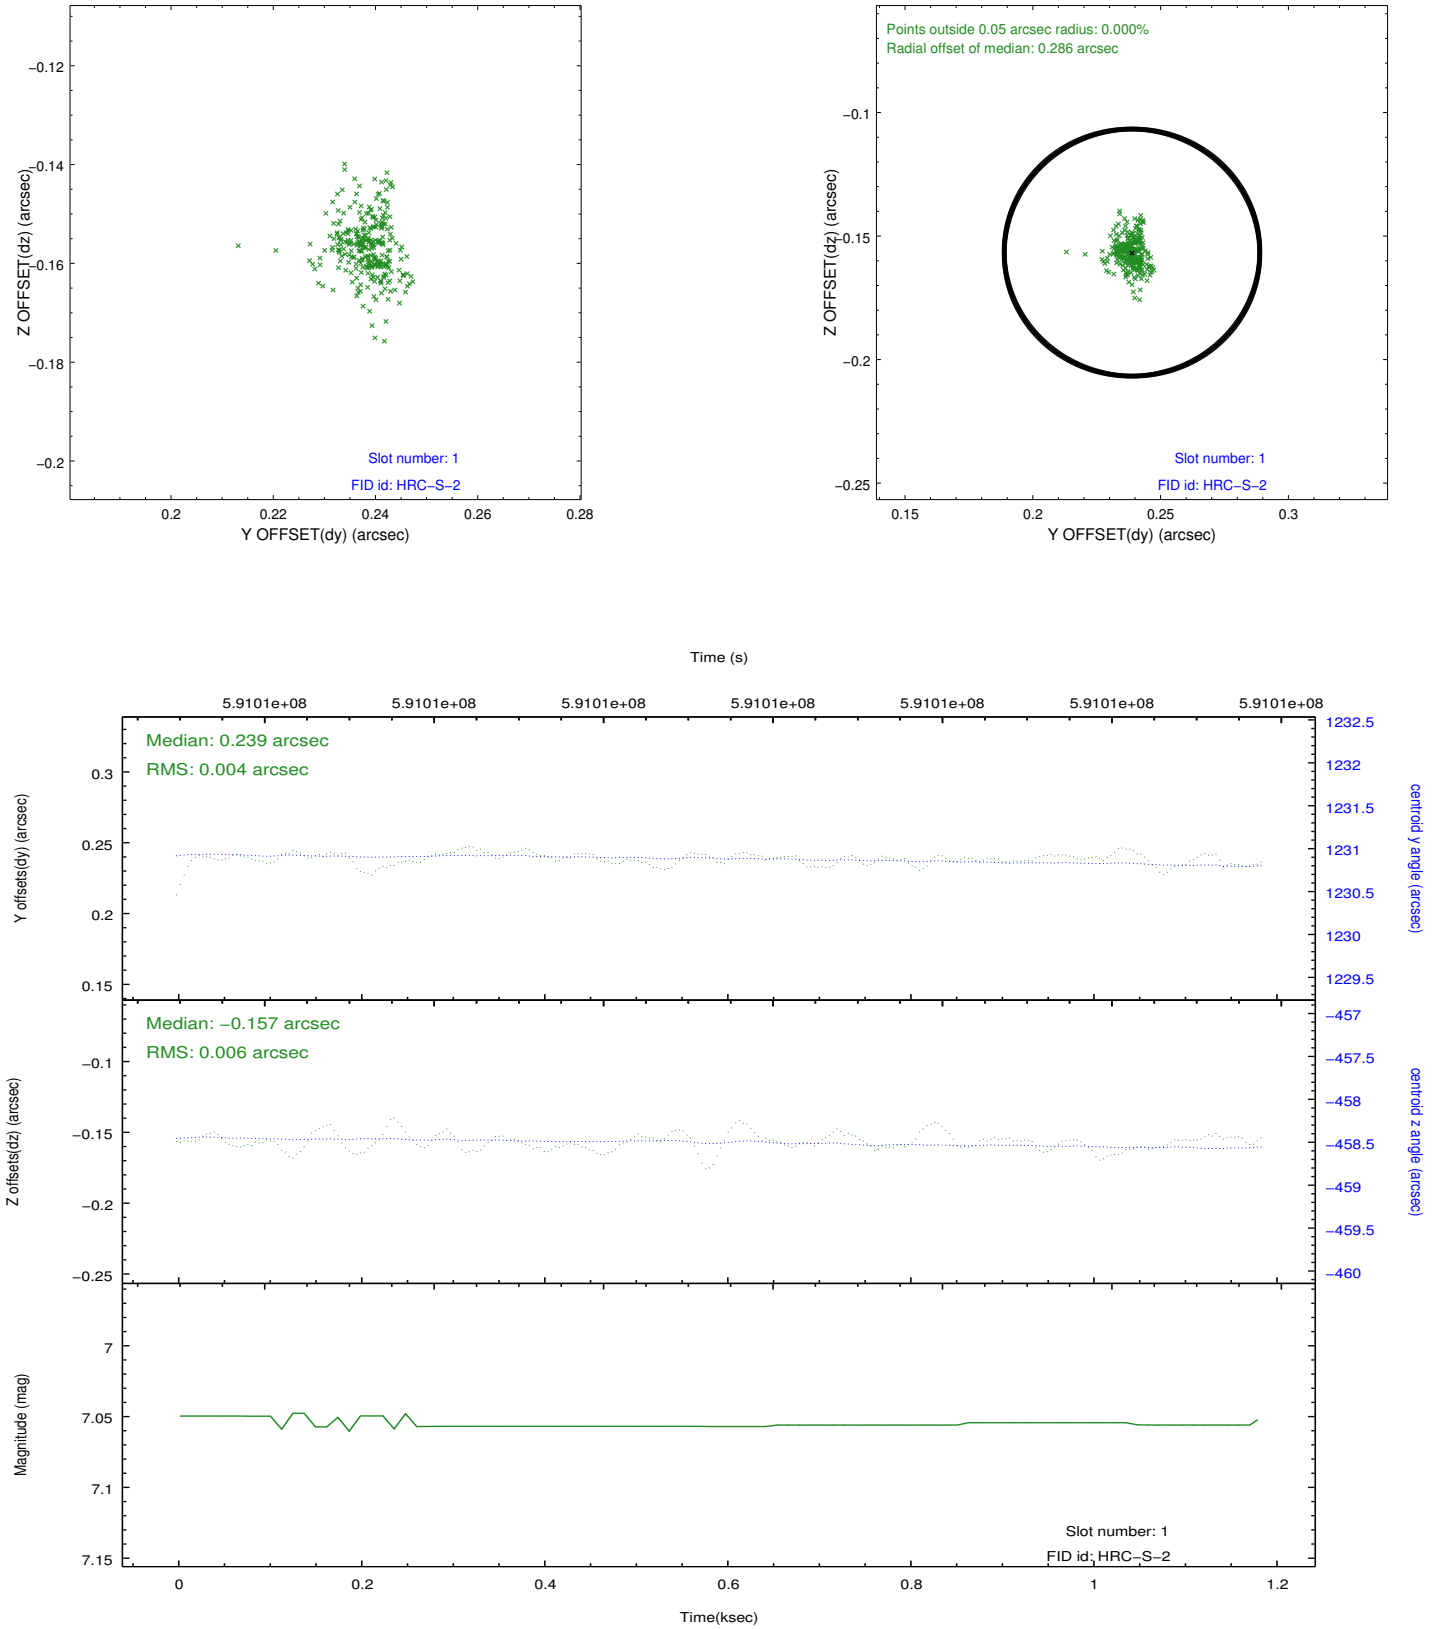 −0.12
−0.14
−0.16
−0.18
−0.2
Z OFFSET(dz) (arcsec)
0.2
0.22
0.24
0.26
0.28
Y OFFSET(dy) (arcsec)
Slot number: 1
FID id: HRC−S−2
Points outside 0.05 arcsec radius: 0.000%
Radial offset of median: 0.286 arcsec
−0.1
−0.15
−0.2
−0.25
Z OFFSET(dz) (arcsec)
0.15
0.2
0.25
0.3
Y OFFSET(dy) (arcsec)
Slot number: 1
FID id: HRC−S−2
Time (s)
5.9101e+08
5.9101e+08
5.9101e+08
5.9101e+08
5.9101e+08
5.9101e+08
5.9101e+08
Median: 0.239 arcsec
RMS: 0.004 arcsec
0.3
0.25
0.2
0.15
Y offsets(dy) (arcsec)
1232.5
1232
1231.5
1231
1230.5
1230
1229.5
centroid y angle (arcsec)
Median: −0.157 arcsec
RMS: 0.006 arcsec
−0.1
−0.15
−0.2
−0.25
Z offsets(dz) (arcsec)
−457
−457.5
−458
−458.5
−459
−459.5
−460
centroid z angle (arcsec)
7
7.05
7.1
7.15
Magnitude (mag)
Slot number: 1
FID id: HRC−S−2
0
0.2
0.4
0.6
0.8
1
1.2
Time(ksec)